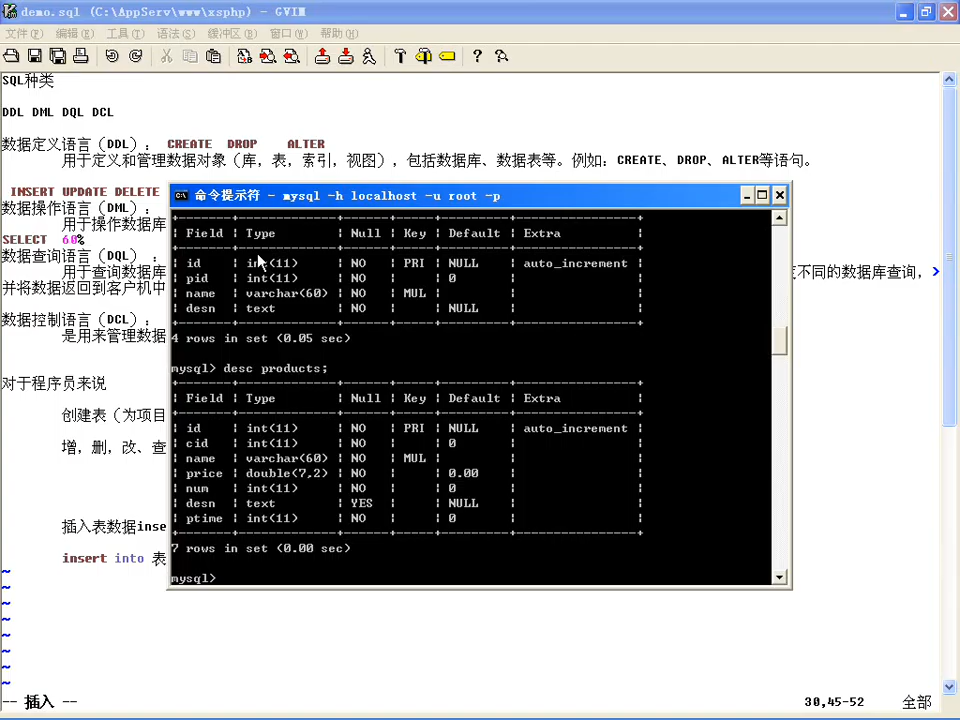 demo.sql (C:\AppServ\www\xsphp) - GVIM
文件(F) 编辑(E) 工具(T) 语法(S) 缓冲区(B) 窗口(W) 帮助(H)
SQL种类
DDL DML DQL DCL
数据定义语言（DDL）： CREATE DROP ALTER
用于定义和管理数据对象（库，表，索引，视图），包括数据库、数据表等。例如：CREATE、DROP、ALTER等语句。
INSERT UPDATE DELETE
数据操作语言（DML）：
用于操作数据库
SELECT 60%
数据查询语言（DQL）：
用于查询数据库
不同的数据库查询，
并将数据返回到客户机中
数据控制语言（DCL）：
是用来管理数据
对于程序员来说
创建表（为项目
增，删，改、查
插入表数据inse
insert into 表
-- 插入 --
30,45-52 全部
命令提示符 - mysql -h localhost -u root -p
| Field | Type | Null | Key | Default | Extra |
| id | int(11) | NO | PRI | NULL | auto_increment |
| pid | int(11) | NO | | 0 | |
| name | varchar(60) | NO | MUL | | |
| desn | text | NO | | NULL | |
4 rows in set (0.05 sec)
mysql> desc products;
| Field | Type | Null | Key | Default | Extra |
| id | int(11) | NO | PRI | NULL | auto_increment |
| cid | int(11) | NO | | 0 | |
| name | varchar(60) | NO | MUL | | |
| price | double(7,2) | NO | | 0.00 | |
| num | int(11) | NO | | 0 | |
| desn | text | YES | | NULL | |
| ptime | int(11) | NO | | 0 | |
7 rows in set (0.00 sec)
mysql>